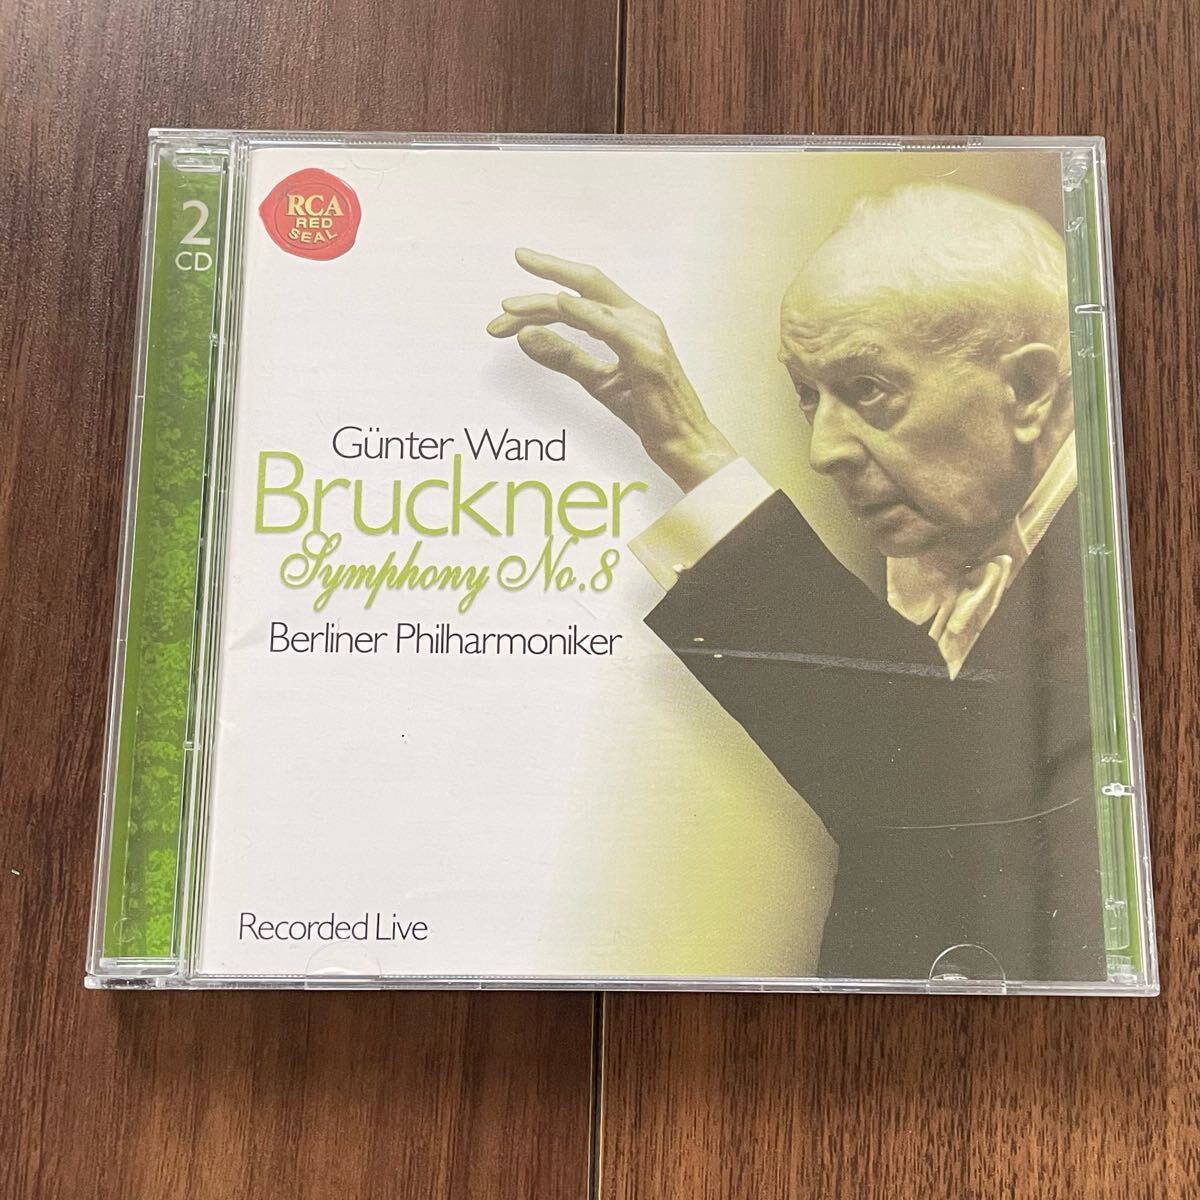 2
CD
RCA
RED
SEAL
Günter Wand
Bruckner
Symphony No.8
Berliner Philharmoniker
Recorded Live